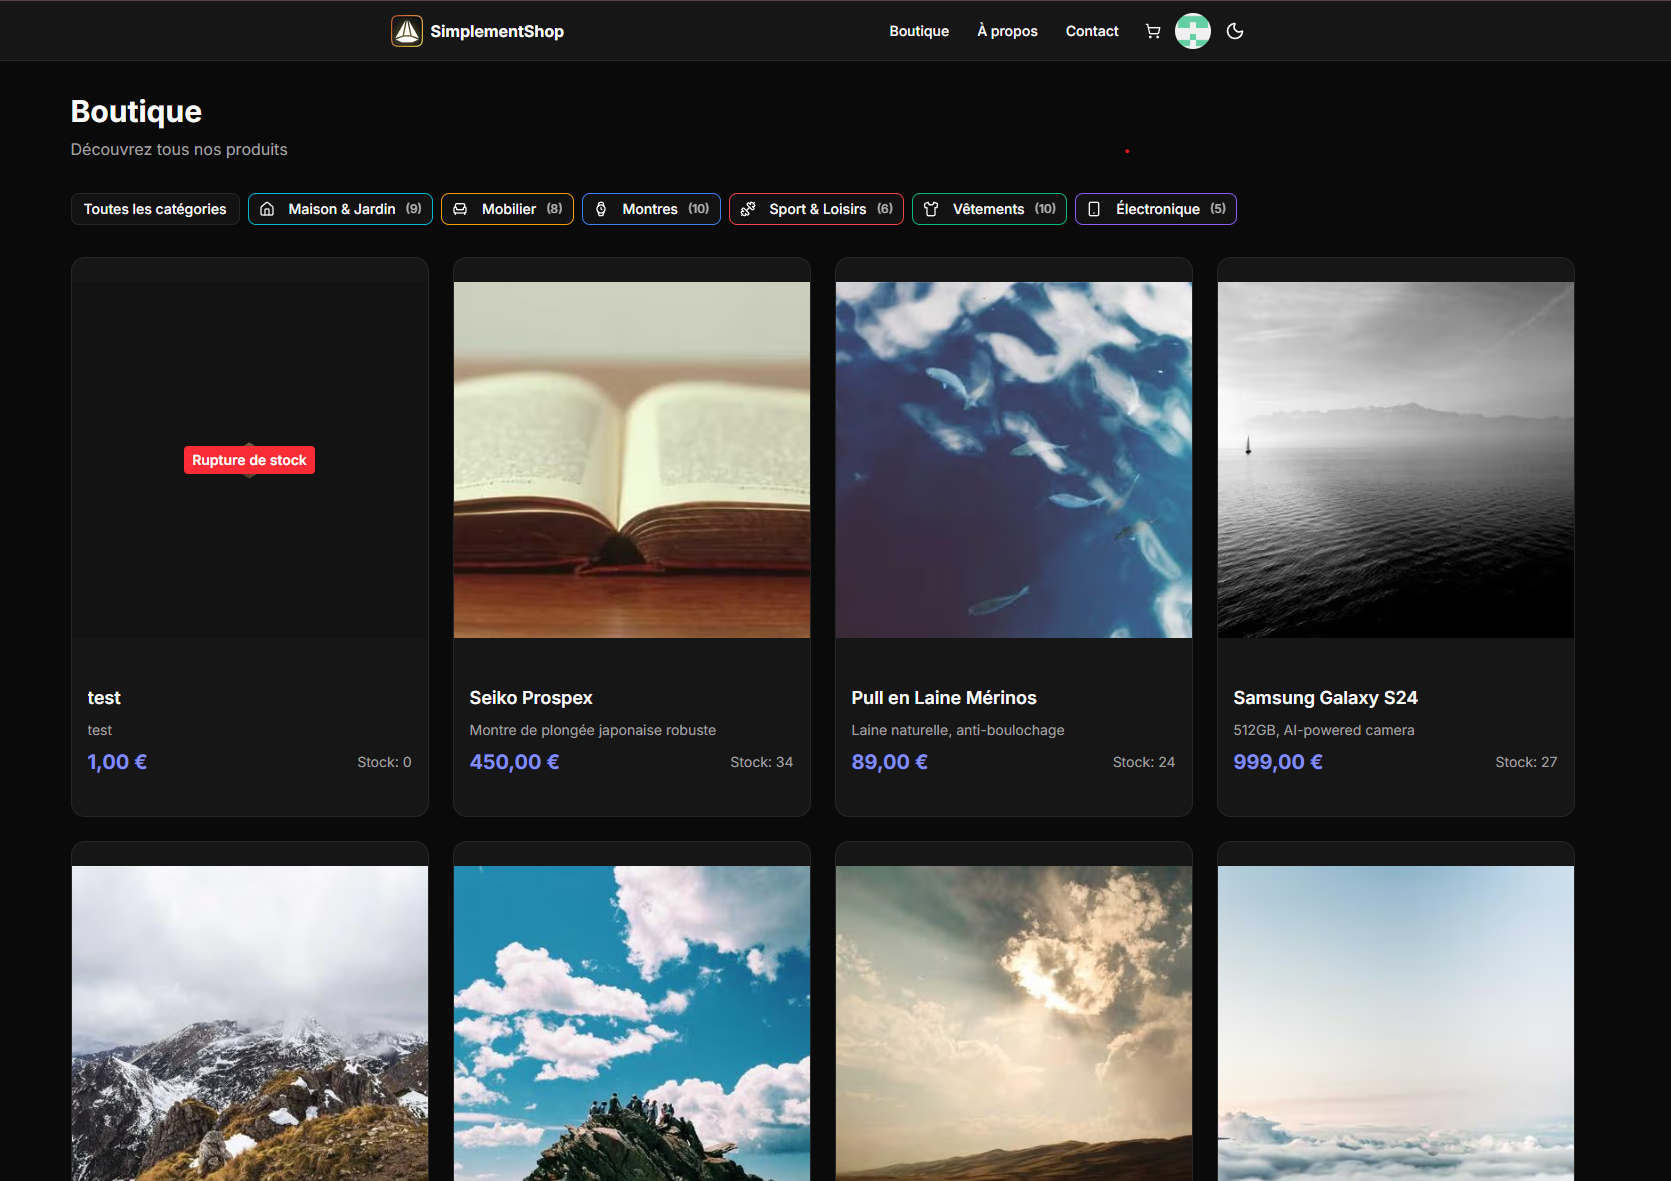 SimplementShop
Boutique
À propos
Contact
Boutique
Découvrez tous nos produits
Toutes les catégories
Maison & Jardin (9)
Mobilier (8)
Montres (10)
Sport & Loisirs (6)
Vêtements (10)
Électronique (5)
Rupture de stock
test
test
1,00 €
Stock: 0
Seiko Prospex
Montre de plongée japonaise robuste
450,00 €
Stock: 34
Pull en Laine Mérinos
Laine naturelle, anti-boulochage
89,00 €
Stock: 24
Samsung Galaxy S24
512GB, AI-powered camera
999,00 €
Stock: 27